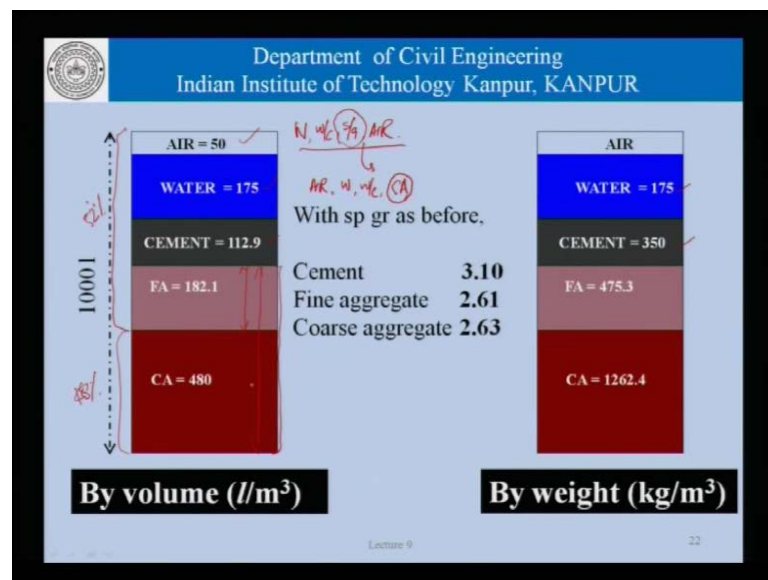 Department of Civil Engineering
Indian Institute of Technology Kanpur, KANPUR
AIR = 50
WATER = 175
CEMENT = 112.9
FA = 182.1
CA = 480
1000 l
52%
48%
W, w/c, s/a, AIR.
AIR, W, w/c, CA
With sp gr as before,
Cement 3.10
Fine aggregate 2.61
Coarse aggregate 2.63
AIR
WATER = 175
CEMENT = 350
FA = 475.3
CA = 1262.4
By volume (l/m³)
By weight (kg/m³)
Lecture 9
22